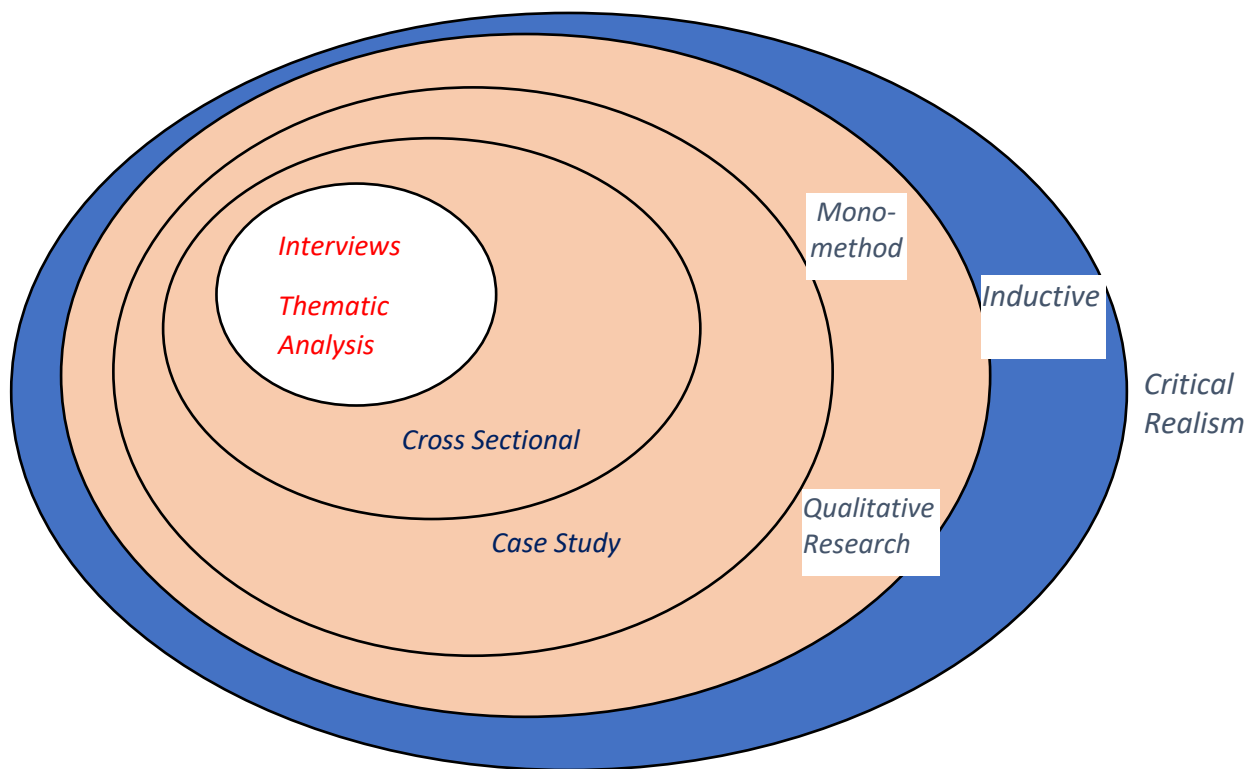 Interviews
Thematic
Analysis
Mono-
method
Inductive
Critical
Realism
Cross Sectional
Case Study
Qualitative
Research